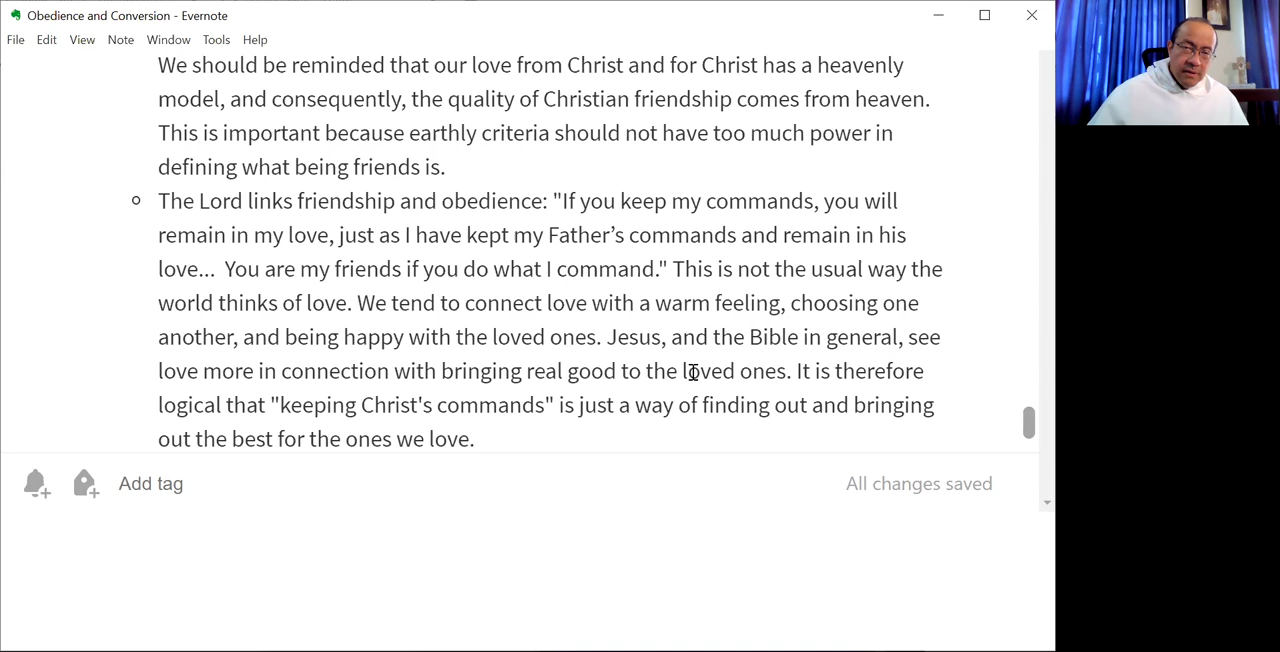 Obedience and Conversion - Evernote
File Edit View Note Window Tools Help
We should be reminded that our love from Christ and for Christ has a heavenly
model, and consequently, the quality of Christian friendship comes from heaven.
This is important because earthly criteria should not have too much power in
defining what being friends is.
The Lord links friendship and obedience: "If you keep my commands, you will
remain in my love, just as I have kept my Father’s commands and remain in his
love...  You are my friends if you do what I command." This is not the usual way the
world thinks of love. We tend to connect love with a warm feeling, choosing one
another, and being happy with the loved ones. Jesus, and the Bible in general, see
love more in connection with bringing real good to the loved ones. It is therefore
logical that "keeping Christ's commands" is just a way of finding out and bringing
out the best for the ones we love.
Add tag
All changes saved